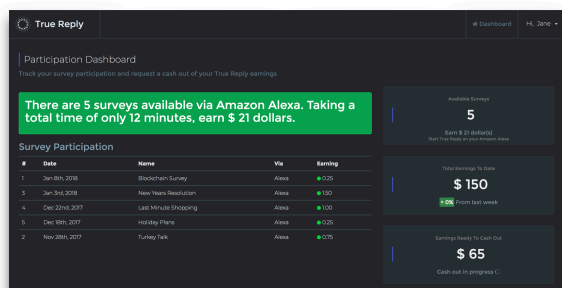 True Reply
Dashboard
Hi, Jane
Participation Dashboard
Track your survey participation and request a cash out of your True Reply earnings
There are 5 surveys available via Amazon Alexa. Taking a
total time of only 12 minutes, earn $ 21 dollars.
Survey Participation
# Date Name Via Earning
1 Jan 8th, 2018 Blockchain Survey Alexa 0.25
3 Jan 3rd, 2018 New Years Resolution Alexa 1.50
4 Dec 22nd, 2017 Last Minute Shopping Alexa 1.00
5 Dec 18th, 2017 Holiday Plans Alexa 0.25
2 Nov 28th, 2017 Turkey Talk Alexa 0.75
Available Surveys
5
Earn $ 21 dollar(s)
Start True Reply on your Amazon Alexa
Total Earnings To Date
$ 150
+ 0% From last week
Earnings Ready To Cash Out
$ 65
Cash out in progress